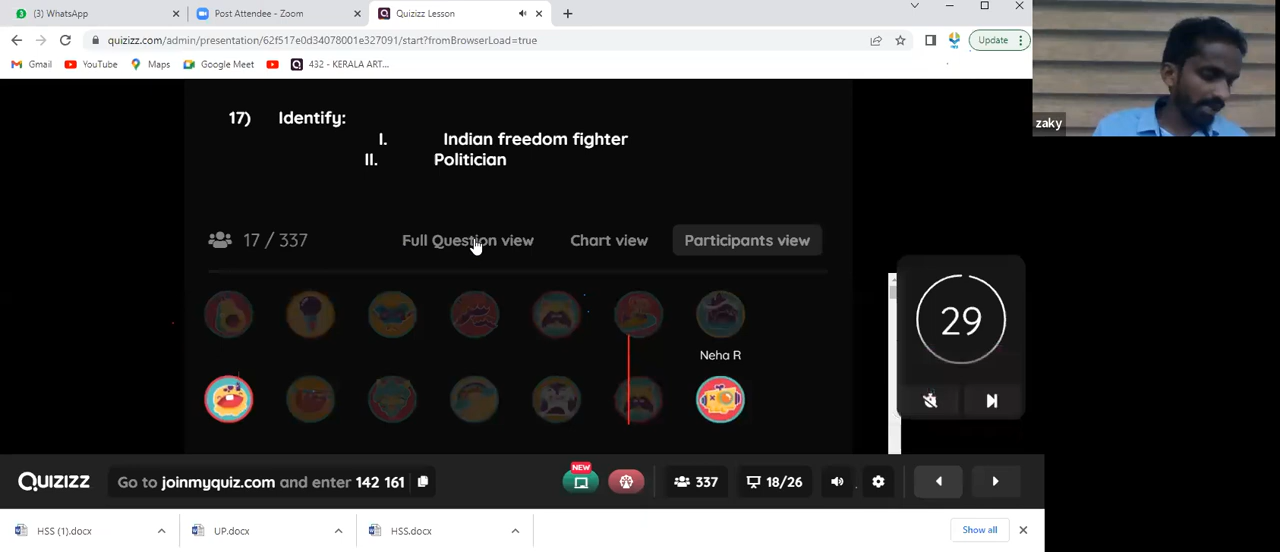 (3) WhatsApp
Post Attendee - Zoom
Quizizz Lesson
quizizz.com/admin/presentation/62f517e0d34078001e327091/start?fromBrowserLoad=true
Update
Gmail
YouTube
Maps
Google Meet
432 - KERALA ART...
zaky
17) Identify:
I. Indian freedom fighter
II. Politician
17 / 337
Full Question view
Chart view
Participants view
29
Neha R
QUIZIZZ
Go to joinmyquiz.com and enter 142 161
NEW
337
18/26
HSS (1).docx
UP.docx
HSS.docx
Show all